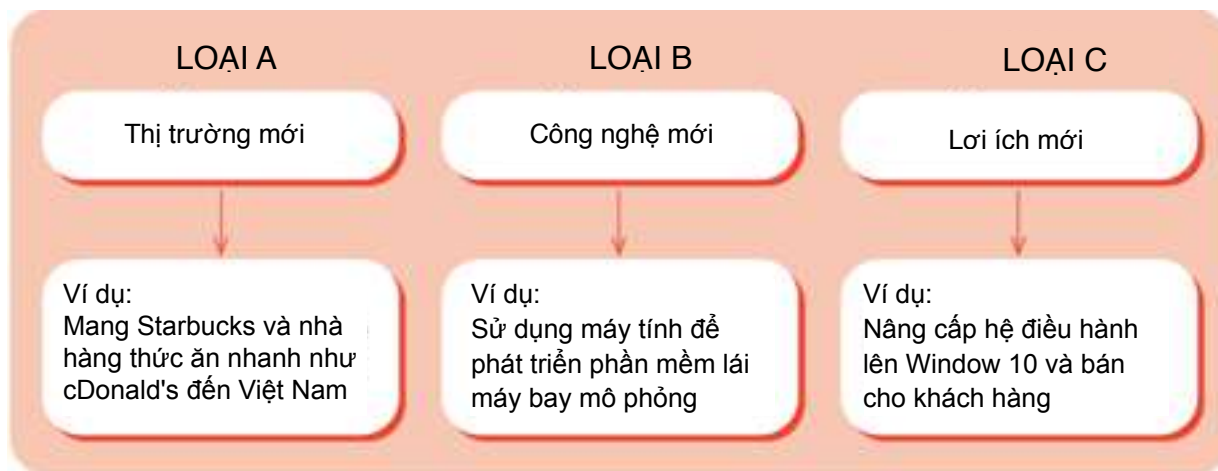 LOẠI A
LOẠI B
LOẠI C
Thị trường mới
Công nghệ mới
Lơi ích mới
Ví dụ:
Mang Starbucks và nhà
hàng thức ăn nhanh như
cDonald's đến Việt Nam
Ví dụ:
Sử dụng máy tính để
phát triển phần mềm lái
máy bay mô phỏng
Ví dụ:
Nâng cấp hệ điều hành
lên Window 10 và bán
cho khách hàng